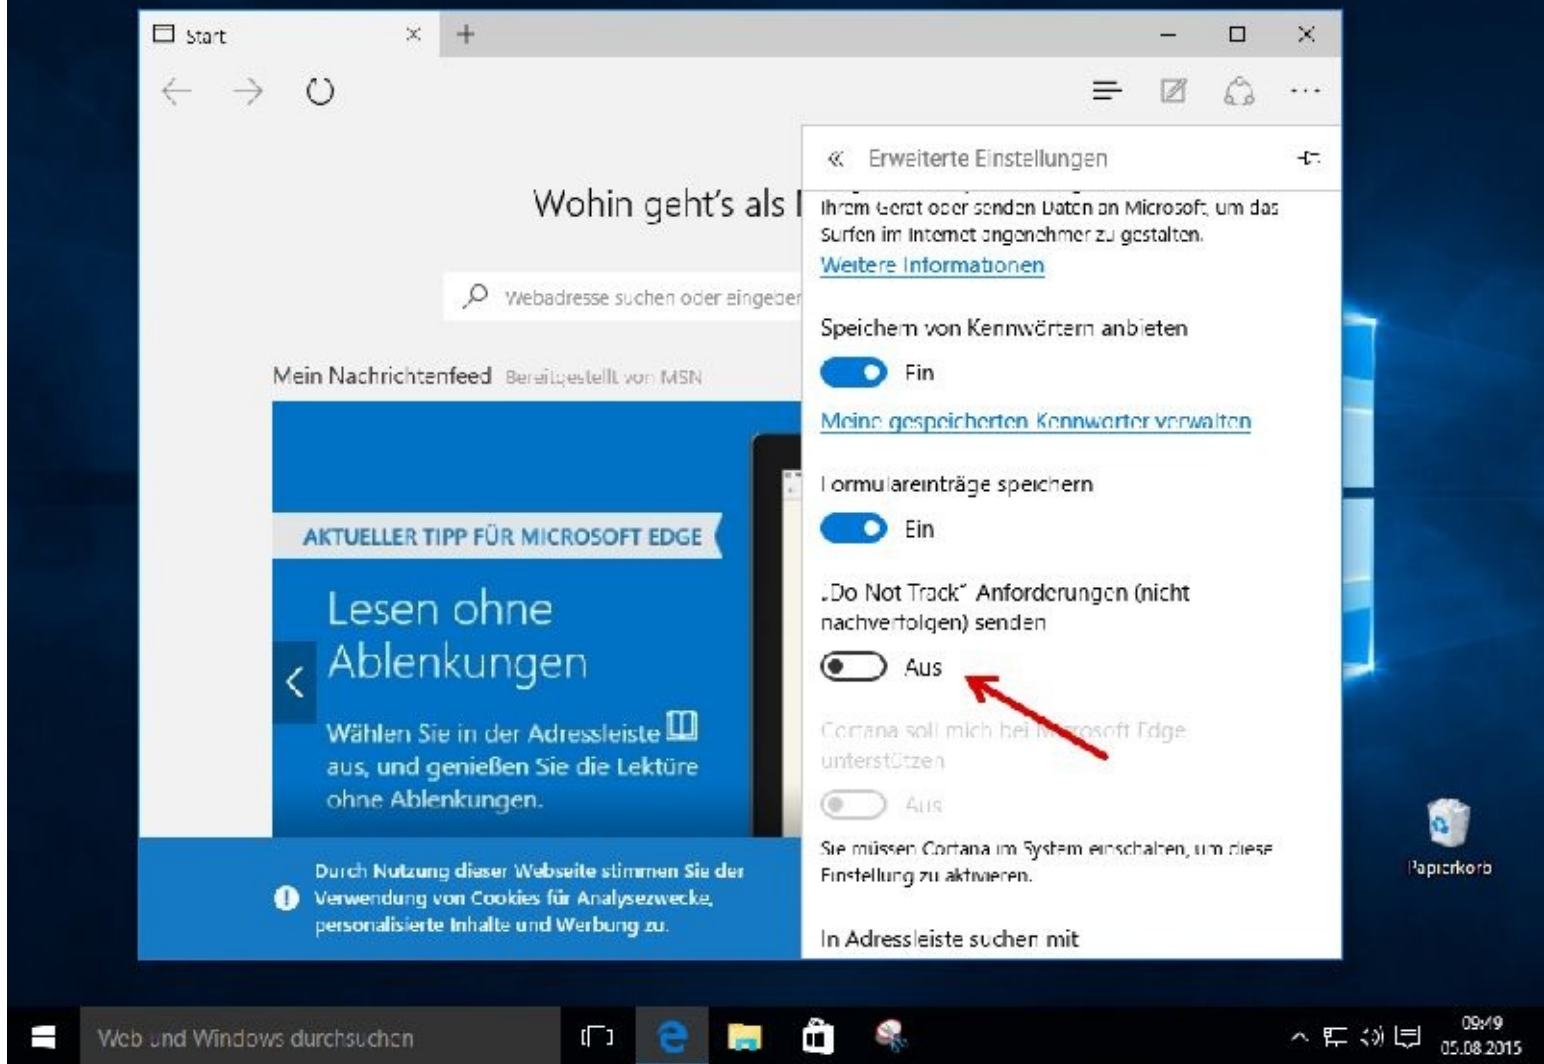 Start
Wohin geht's als
Webadresse suchen oder eingeben
Mein Nachrichtenfeed Bereitgestellt von MSN
AKTUELLER TIPP FÜR MICROSOFT EDGE
Lesen ohne
Ablenkungen
Wählen Sie in der Adressleiste
aus, und genießen Sie die Lektüre
ohne Ablenkungen.
Durch Nutzung dieser Webseite stimmen Sie der
Verwendung von Cookies für Analysezwecke,
personalisierte Inhalte und Werbung zu.
Erweiterte Einstellungen
Ihrem Gerät oder senden Daten an Microsoft, um das
Surfen im Internet angenehmer zu gestalten.
Weitere Informationen
Speichern von Kennwörtern anbieten
Ein
Meine gespeicherten Kennwörter verwalten
Formulareinträge speichern
Ein
„Do Not Track"-Anforderungen (nicht
nachverfolgen) senden
Aus
Cortana soll mich bei Microsoft Edge
unterstützen
Aus
Sie müssen Cortana im System einschalten, um diese
Einstellung zu aktivieren.
In Adressleiste suchen mit
Papierkorb
Web und Windows durchsuchen
09:49
05.08.2015